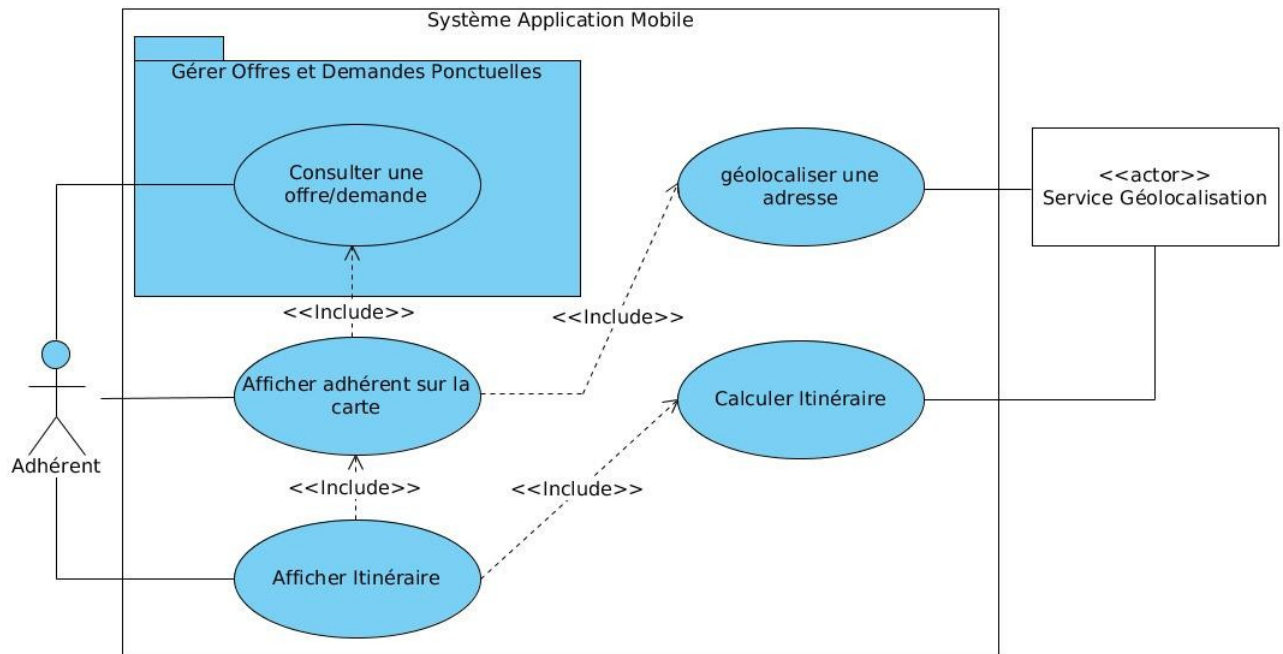 Système Application Mobile
Gérer Offres et Demandes Ponctuelles
Consulter une
offre/demande
géolocaliser une
adresse
<<actor>>
Service Géolocalisation
<<Include>>
<<Include>>
Afficher adhérent sur la
carte
Calculer Itinéraire
Adhérent
<<Include>>
<<Include>>
Afficher Itinéraire